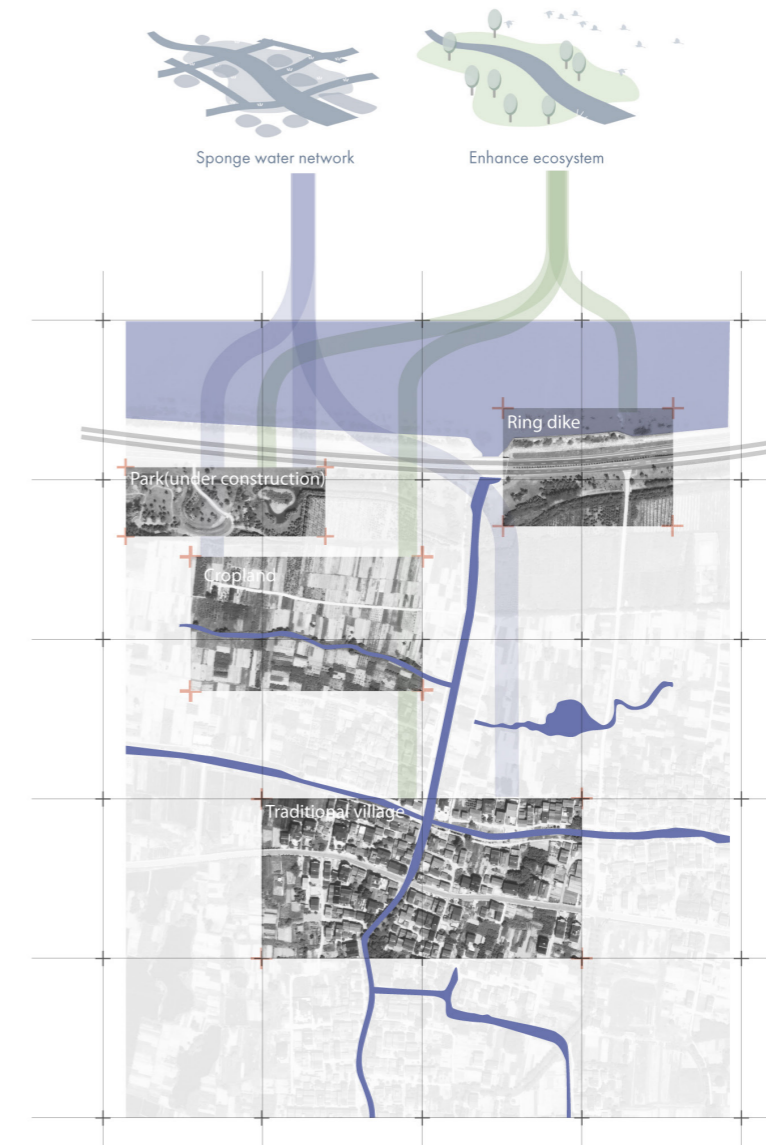 Sponge water network
Enhance ecosystem
Ring dike
Park(under construction)
Cropland
Traditional village